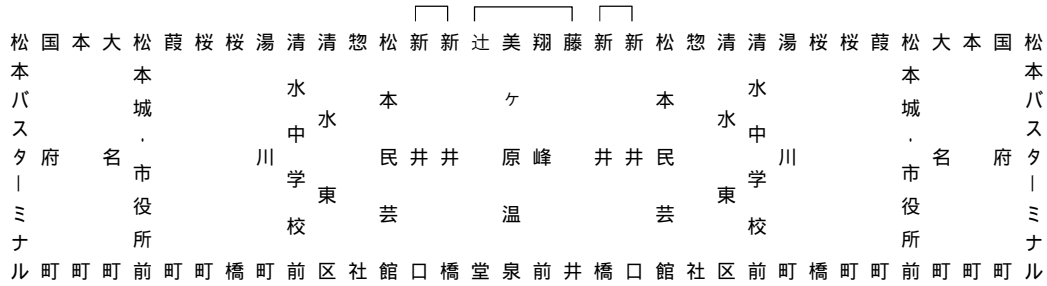 松本バスターミナル
国府町
本町
大名町
松本城・市役所前
葭町
桜町
桜橋
湯川町
清水中学校前
清水東区
惣社
松本民芸館
新井口
新井橋
辻堂
美ヶ原温泉
翔峰前
藤井
新井橋
新井口
松本民芸館
惣社
清水東区
清水中学校前
湯川町
桜橋
桜町
葭町
松本城・市役所前
大名町
本町
国府町
松本バスターミナル